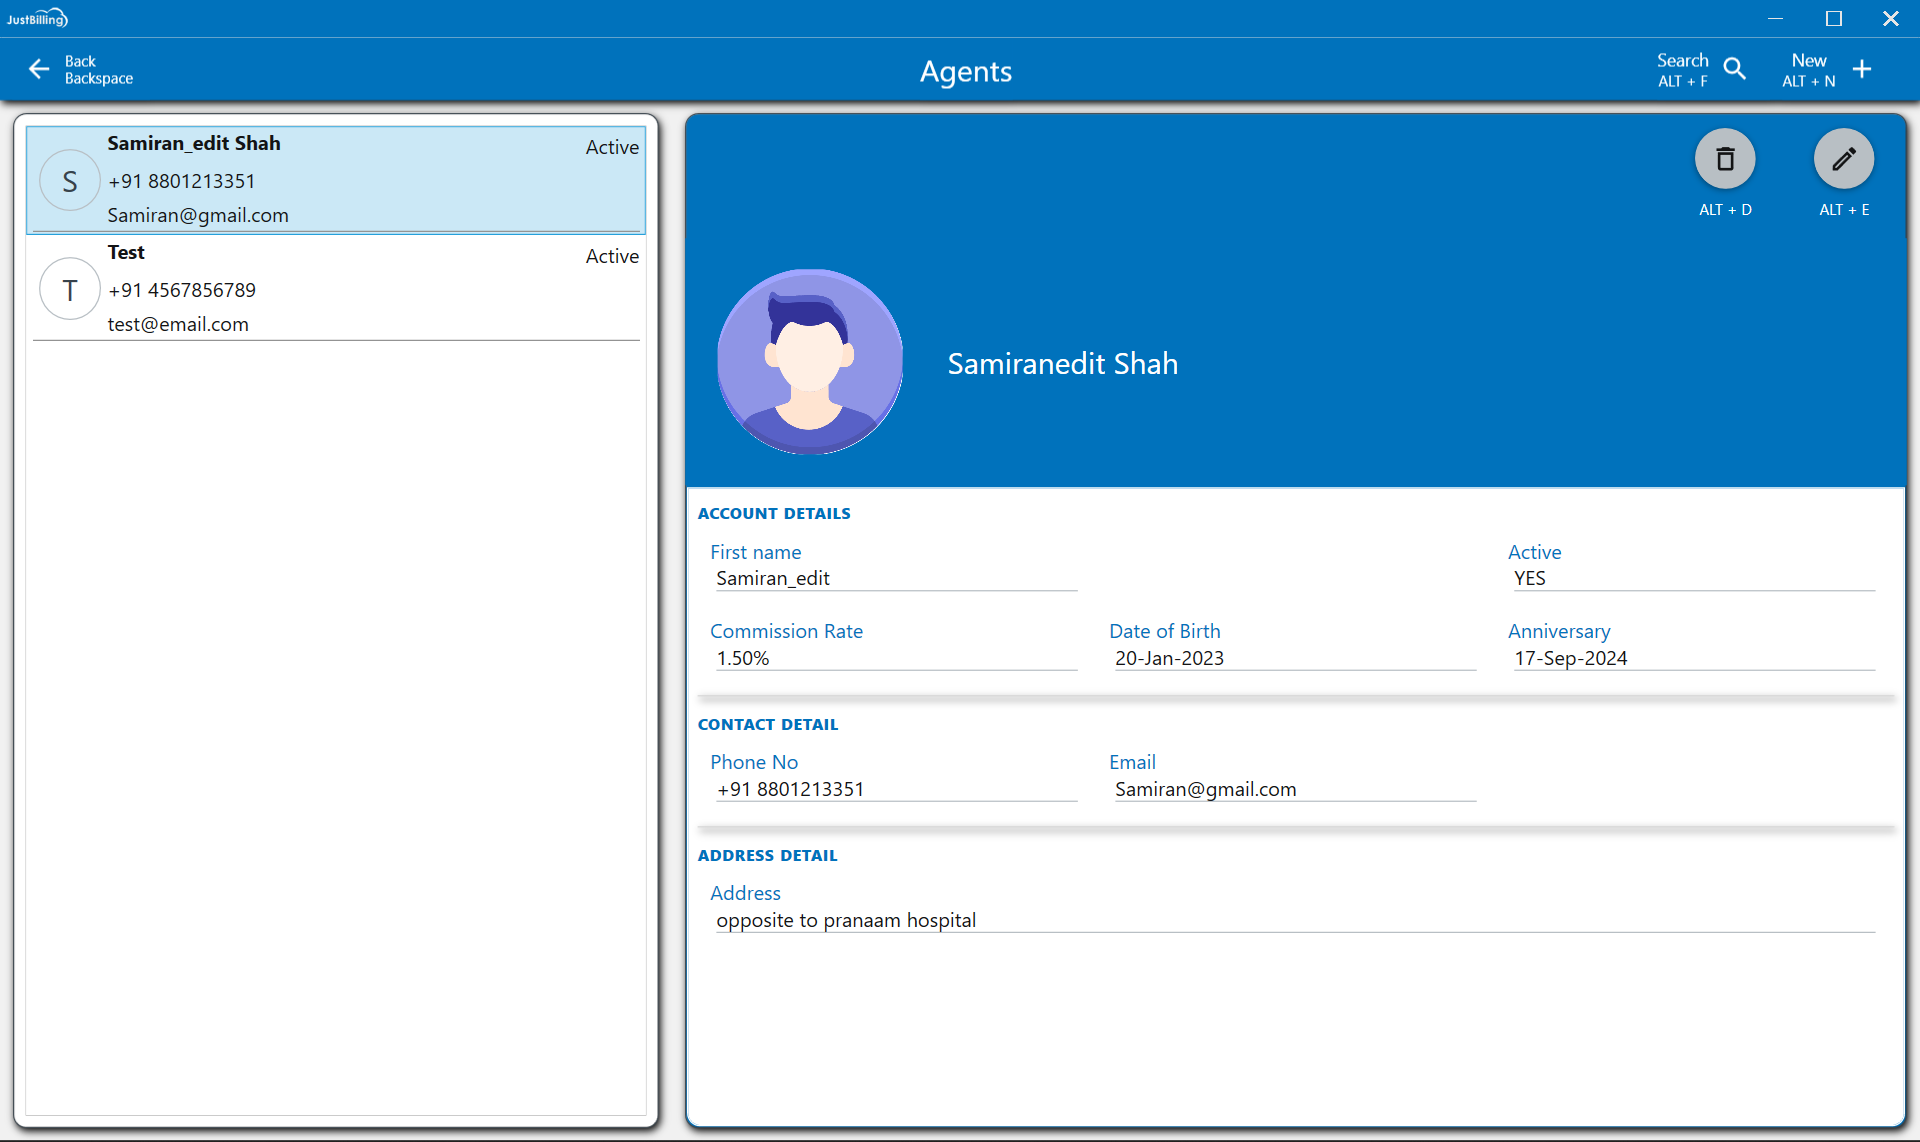 JustBilling
Back
Backspace
Agents
Search
ALT + F
New
ALT + N
S
Samiran_edit Shah
Active
+91 8801213351
Samiran@gmail.com
T
Test
Active
+91 4567856789
test@email.com
ALT + D
ALT + E
Samiranedit Shah
ACCOUNT DETAILS
First name
Samiran_edit
Active
YES
Commission Rate
1.50%
Date of Birth
20-Jan-2023
Anniversary
17-Sep-2024
CONTACT DETAIL
Phone No
+91 8801213351
Email
Samiran@gmail.com
ADDRESS DETAIL
Address
opposite to pranaam hospital